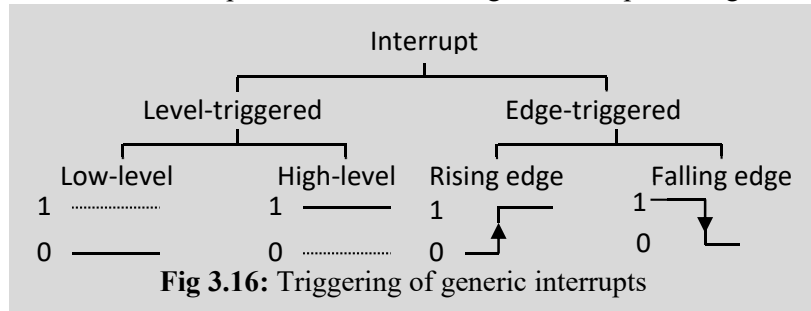 Interrupt
Level-triggered Edge-triggered
Low-level High-level Rising edge Falling edge
1 1 1 1
0 0 0 0
Fig 3.16: Triggering of generic interrupts